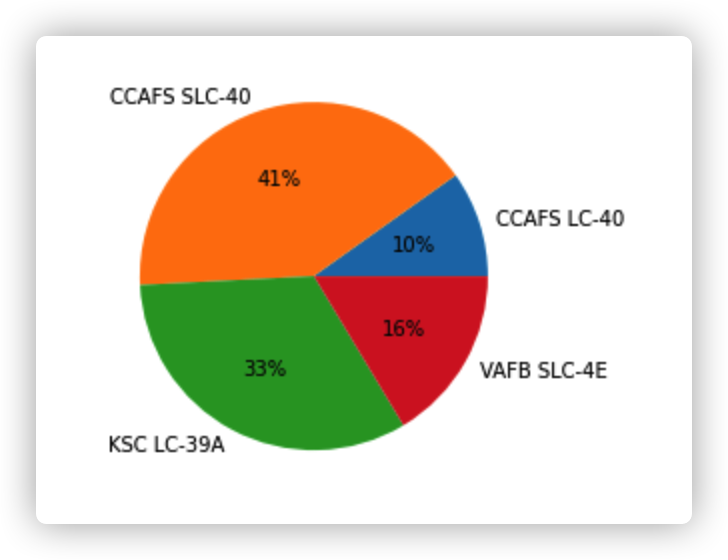 CCAFS SLC-40
41%
CCAFS LC-40
10%
16%
33%
VAFB SLC-4E
KSC LC-39A